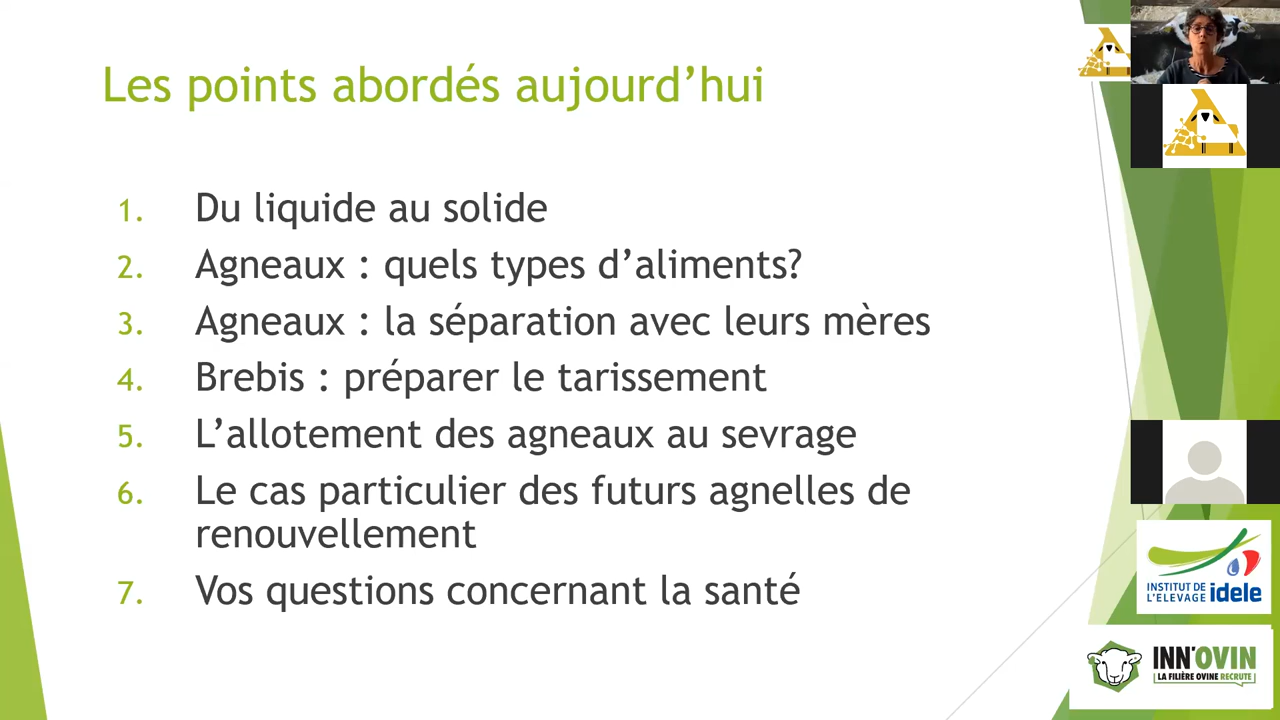 Les points abordés aujourd’hui
1. Du liquide au solide
2. Agneaux : quels types d’aliments?
3. Agneaux : la séparation avec leurs mères
4. Brebis : préparer le tarissement
5. L’allotement des agneaux au sevrage
6. Le cas particulier des futurs agnelles de
renouvellement
7. Vos questions concernant la santé
INSTITUT DE
L'ELEVAGE idele
INN'OVIN
LA FILIÈRE OVINE RECRUTE